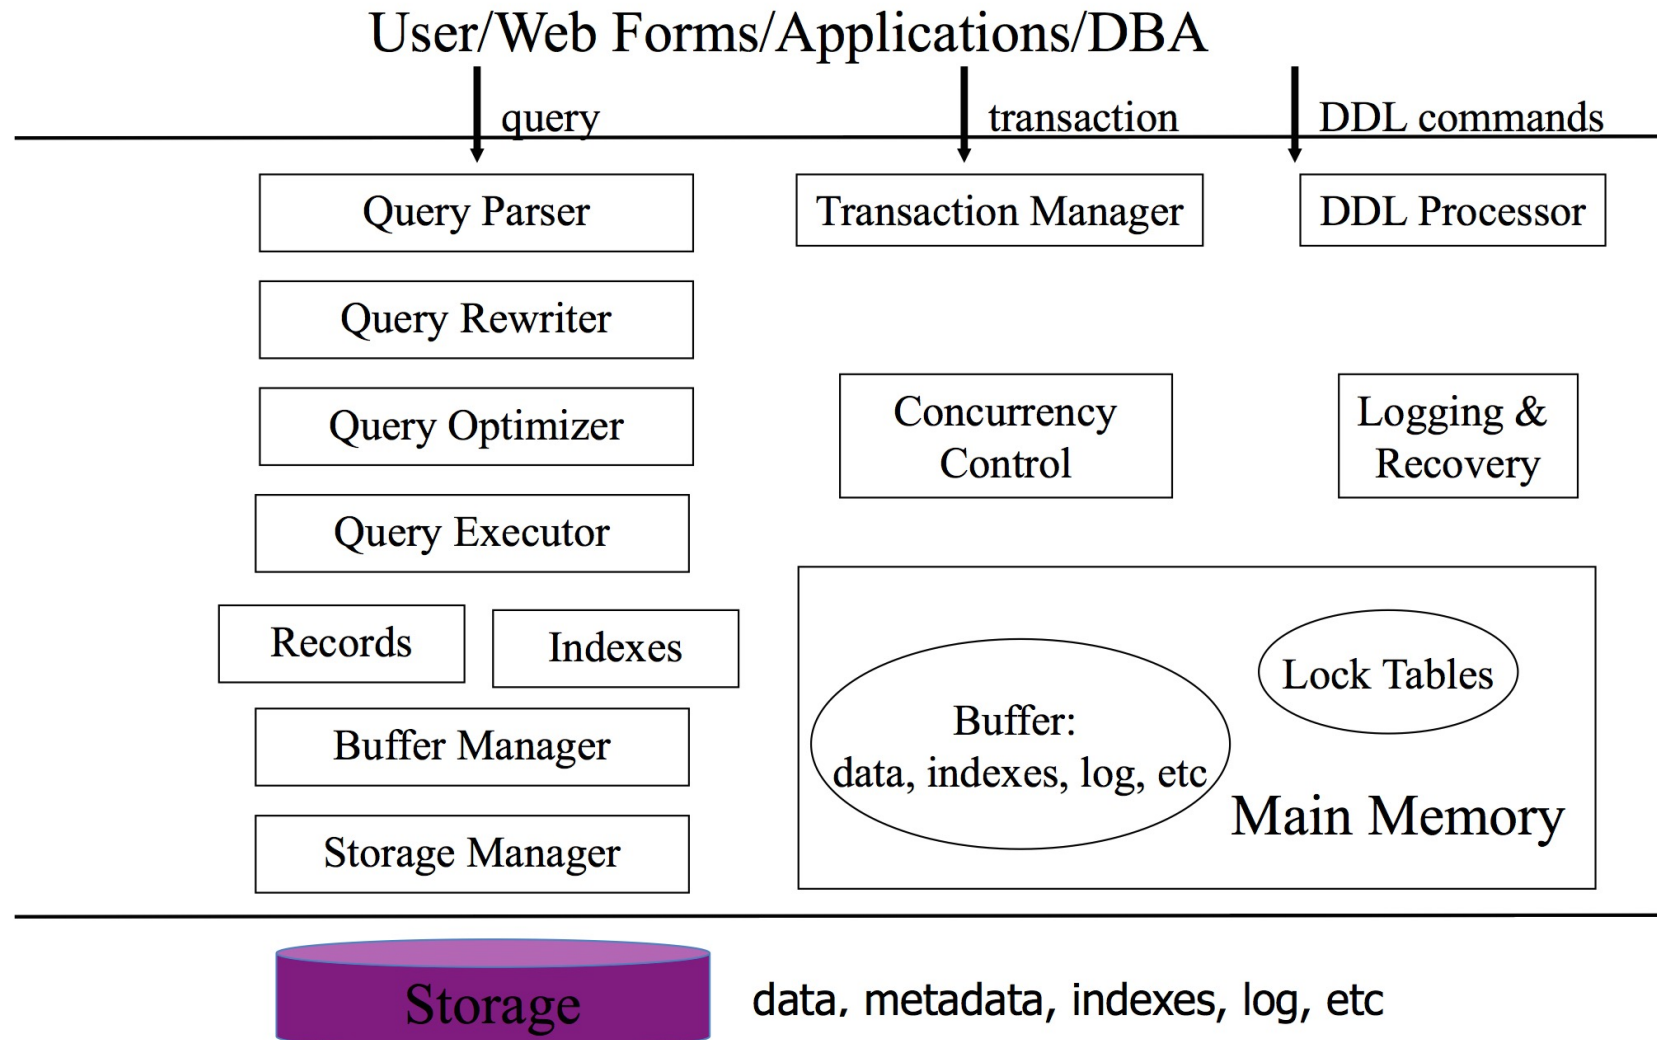 User/Web Forms/Applications/DBA
query
transaction
DDL commands
Query Parser
Transaction Manager
DDL Processor
Query Rewriter
Query Optimizer
Concurrency
Control
Logging &
Recovery
Query Executor
Records
Indexes
Lock Tables
Buffer:
data, indexes, log, etc
Main Memory
Buffer Manager
Storage Manager
Storage
data, metadata, indexes, log, etc